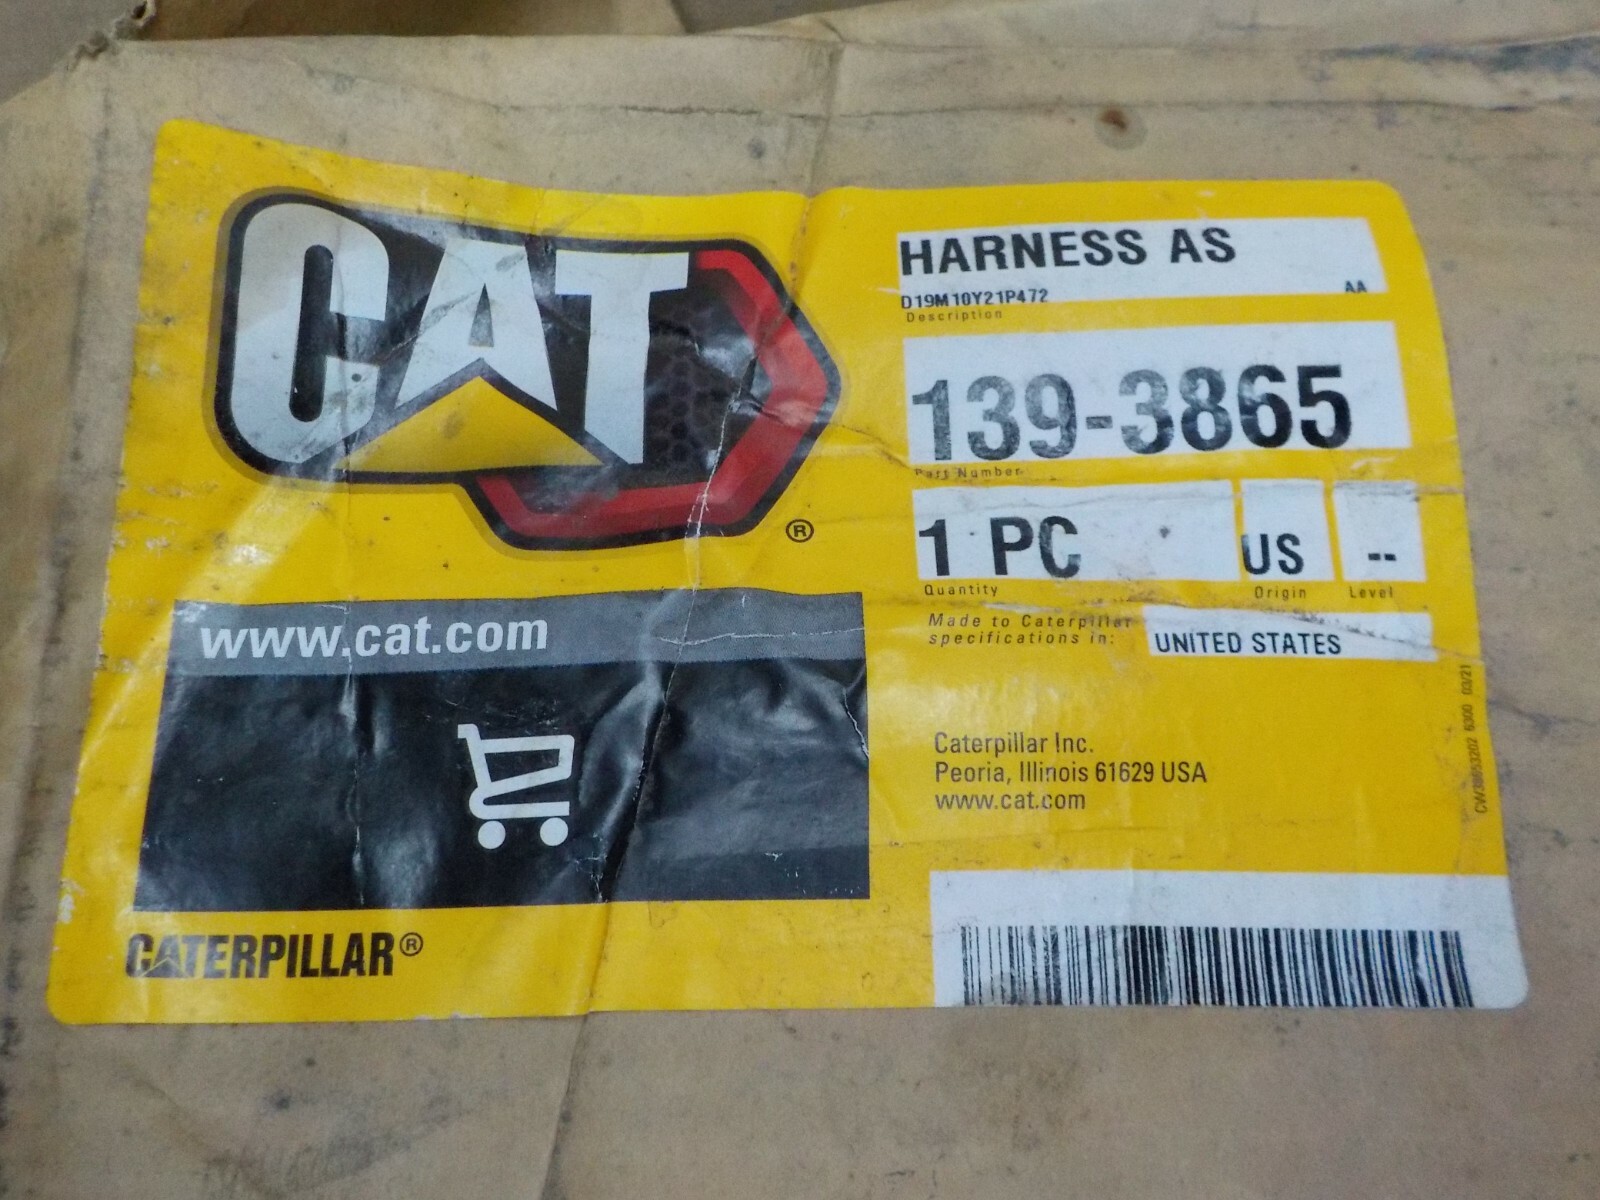 CAT
®
HARNESS AS
D19M10Y21P472 AA
Description
139-3865
Part Number
1 PC US --
Quantity Origin Level
Made to Caterpillar
specifications in: UNITED STATES
www.cat.com
Caterpillar Inc.
Peoria, Illinois 61629 USA
www.cat.com
CATERPILLAR®